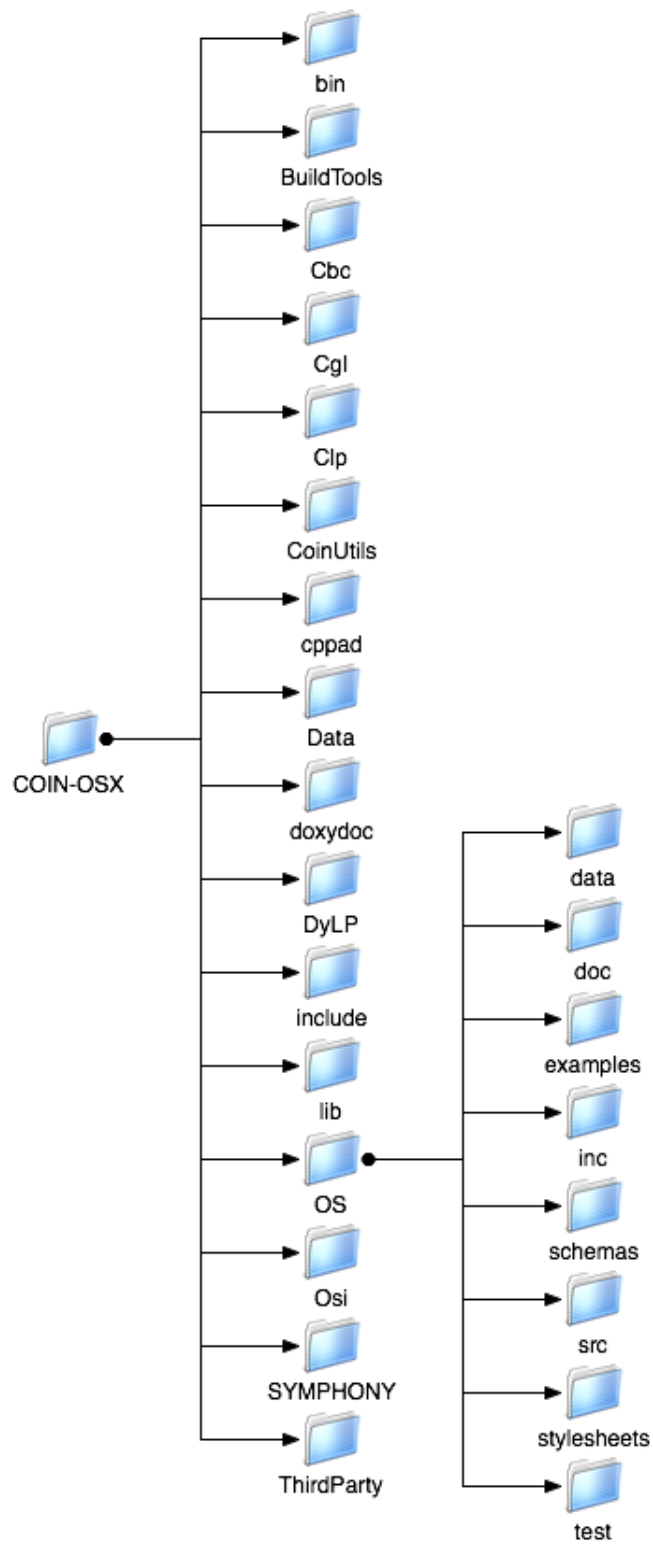 bin
BuildTools
Cbc
Cgl
Clp
CoinUtils
cppad
Data
COIN-OSX
doxydoc
DyLP
include
lib
OS
Osi
SYMPHONY
ThirdParty
data
doc
examples
inc
schemas
src
stylesheets
test